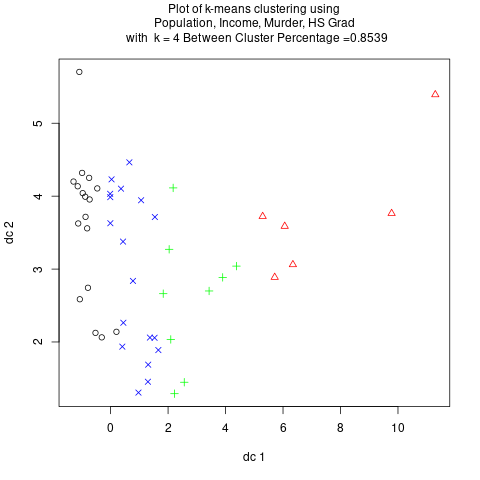 Plot of k-means clustering using
Population, Income, Murder, HS Grad
with  k = 4 Between Cluster Percentage =0.8539
5
4
3
2
dc 2
0 2 4 6 8 10
dc 1